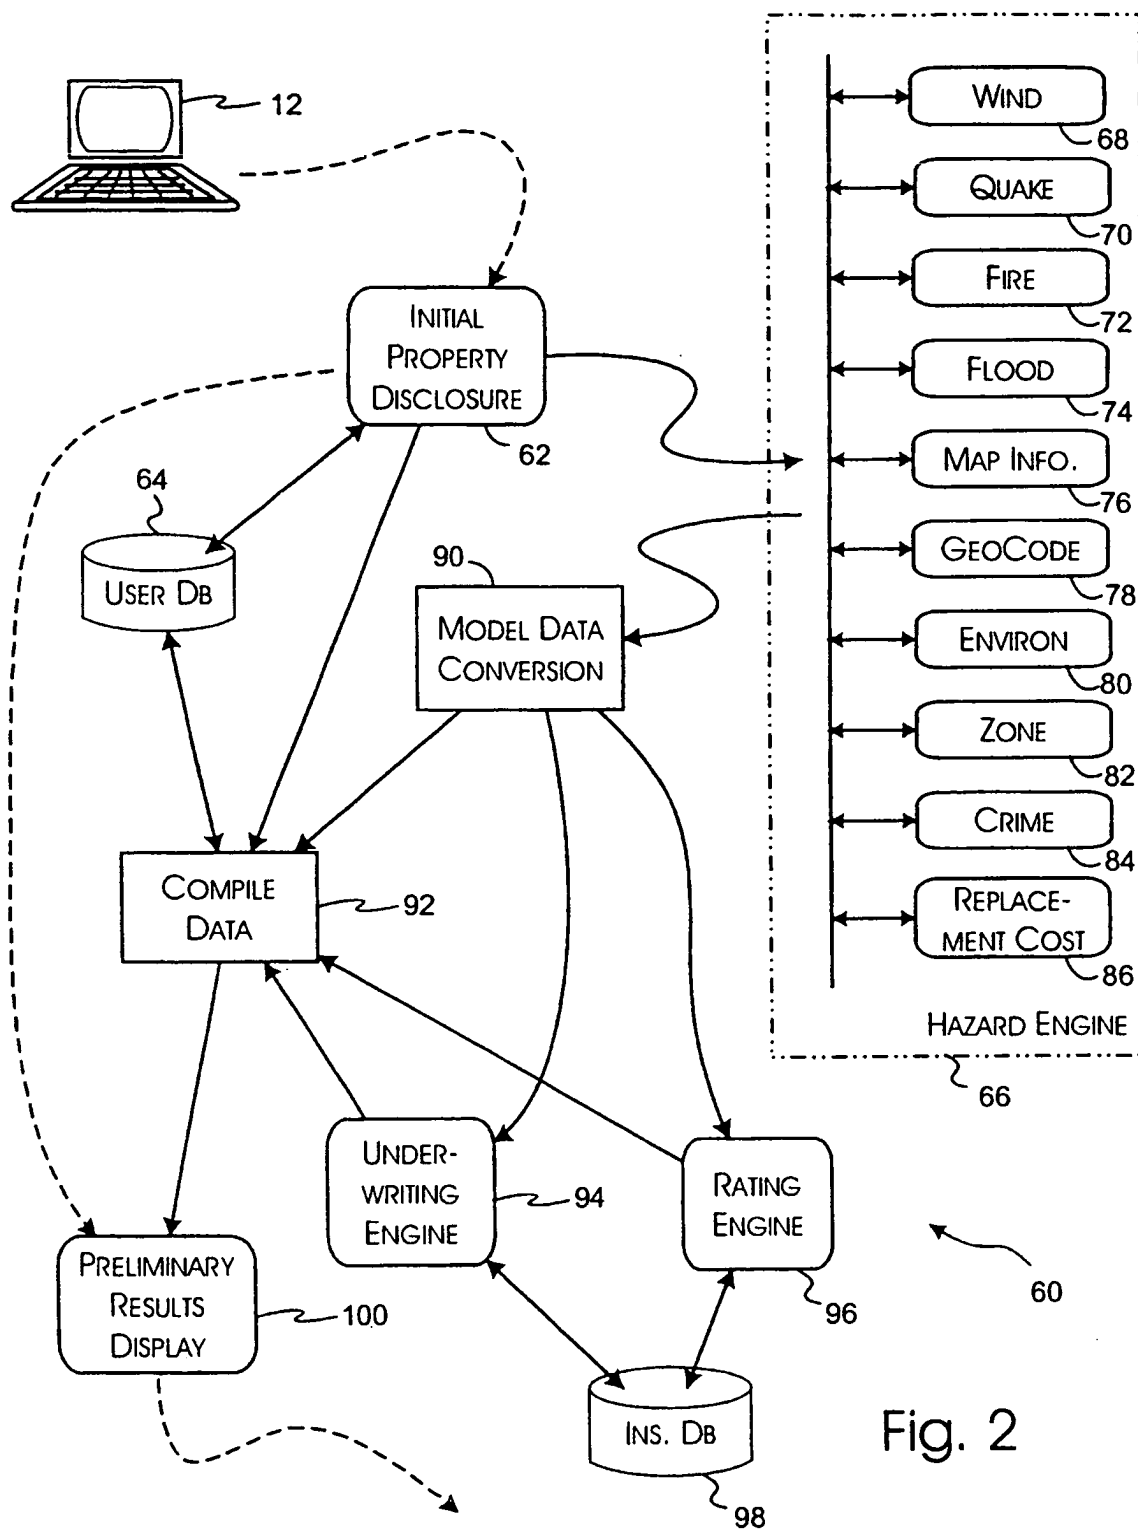 12
INITIAL
PROPERTY
DISCLOSURE
62
64
USER DB
90
MODEL DATA
CONVERSION
COMPILE
DATA
92
UNDER-
WRITING
ENGINE
94
RATING
ENGINE
96
PRELIMINARY
RESULTS
DISPLAY
100
INS. DB
98
60
WIND
68
QUAKE
70
FIRE
72
FLOOD
74
MAP INFO.
76
GEOCODE
78
ENVIRON
80
ZONE
82
CRIME
84
REPLACE-
MENT COST
86
HAZARD ENGINE
66
Fig. 2